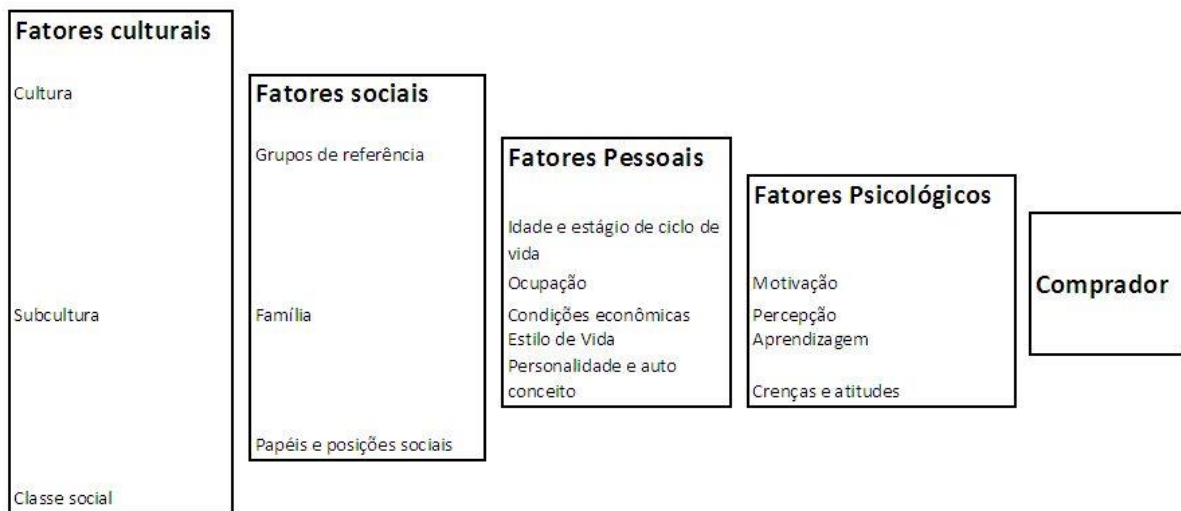 Fatores culturais
Cultura
Subcultura
Classe social
Fatores sociais
Grupos de referência
Família
Papéis e posições sociais
Fatores Pessoais
Idade e estágio de ciclo de
vida
Ocupação
Condições econômicas
Estilo de Vida
Personalidade e auto
conceito
Fatores Psicológicos
Motivação
Percepção
Aprendizagem
Crenças e atitudes
Comprador